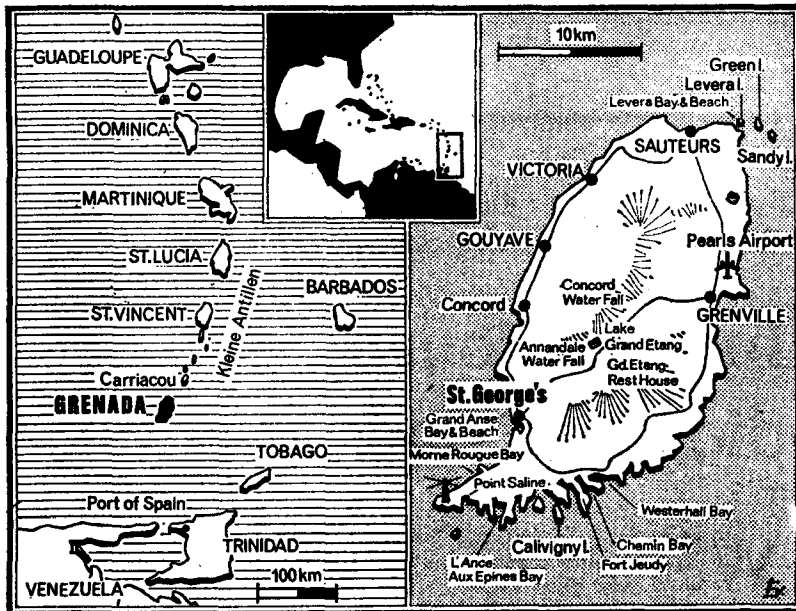 GUADELOUPE
DOMINICA
MARTINIQUE
ST.LUCIA
ST.VINCENT
BARBADOS
Kleine Antillen
Carriacou
GRENADA
TOBAGO
Port of Spain
TRINIDAD
VENEZUELA
100km
10km
Green I.
Levera I.
Levera Bay & Beach
SAUTEURS
Sandy I.
VICTORIA
GOUYAVE
Pearls Airport
Concord
Water Fall
Concord
GRENVILLE
Lake
Grand Etang
Annandale
Water Fall
Gd. Etang-
Rest House
St.George's
Grand Anse
Bay & Beach
Morne Rougue Bay
Point Saline
Westerhall Bay
Chemin Bay
Calivigny I.
Fort Jeudy
L'Ance
Aux Epines Bay